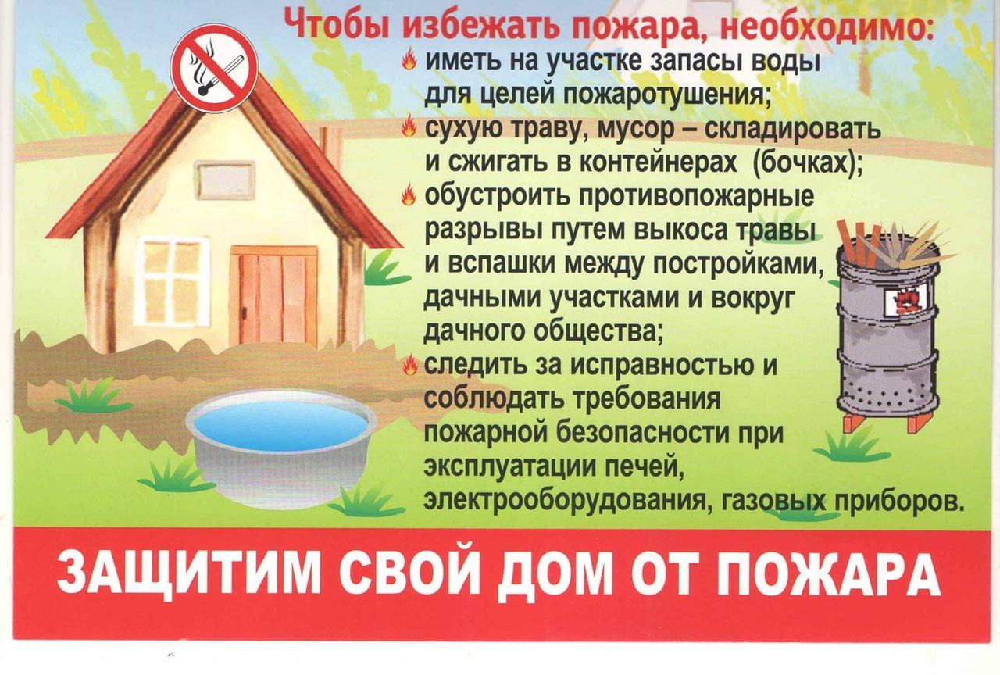 Чтобы избежать пожара, необходимо:
иметь на участке запасы воды
для целей пожаротушения;
сухую траву, мусор – складировать
и сжигать в контейнерах (бочках);
обустроить противопожарные
разрывы путем выкоса травы
и вспашки между постройками,
дачными участками и вокруг
дачного общества;
следить за исправностью и
соблюдать требования
пожарной безопасности при
эксплуатации печей,
электрооборудования, газовых приборов.
ЗАЩИТИМ СВОЙ ДОМ ОТ ПОЖАРА